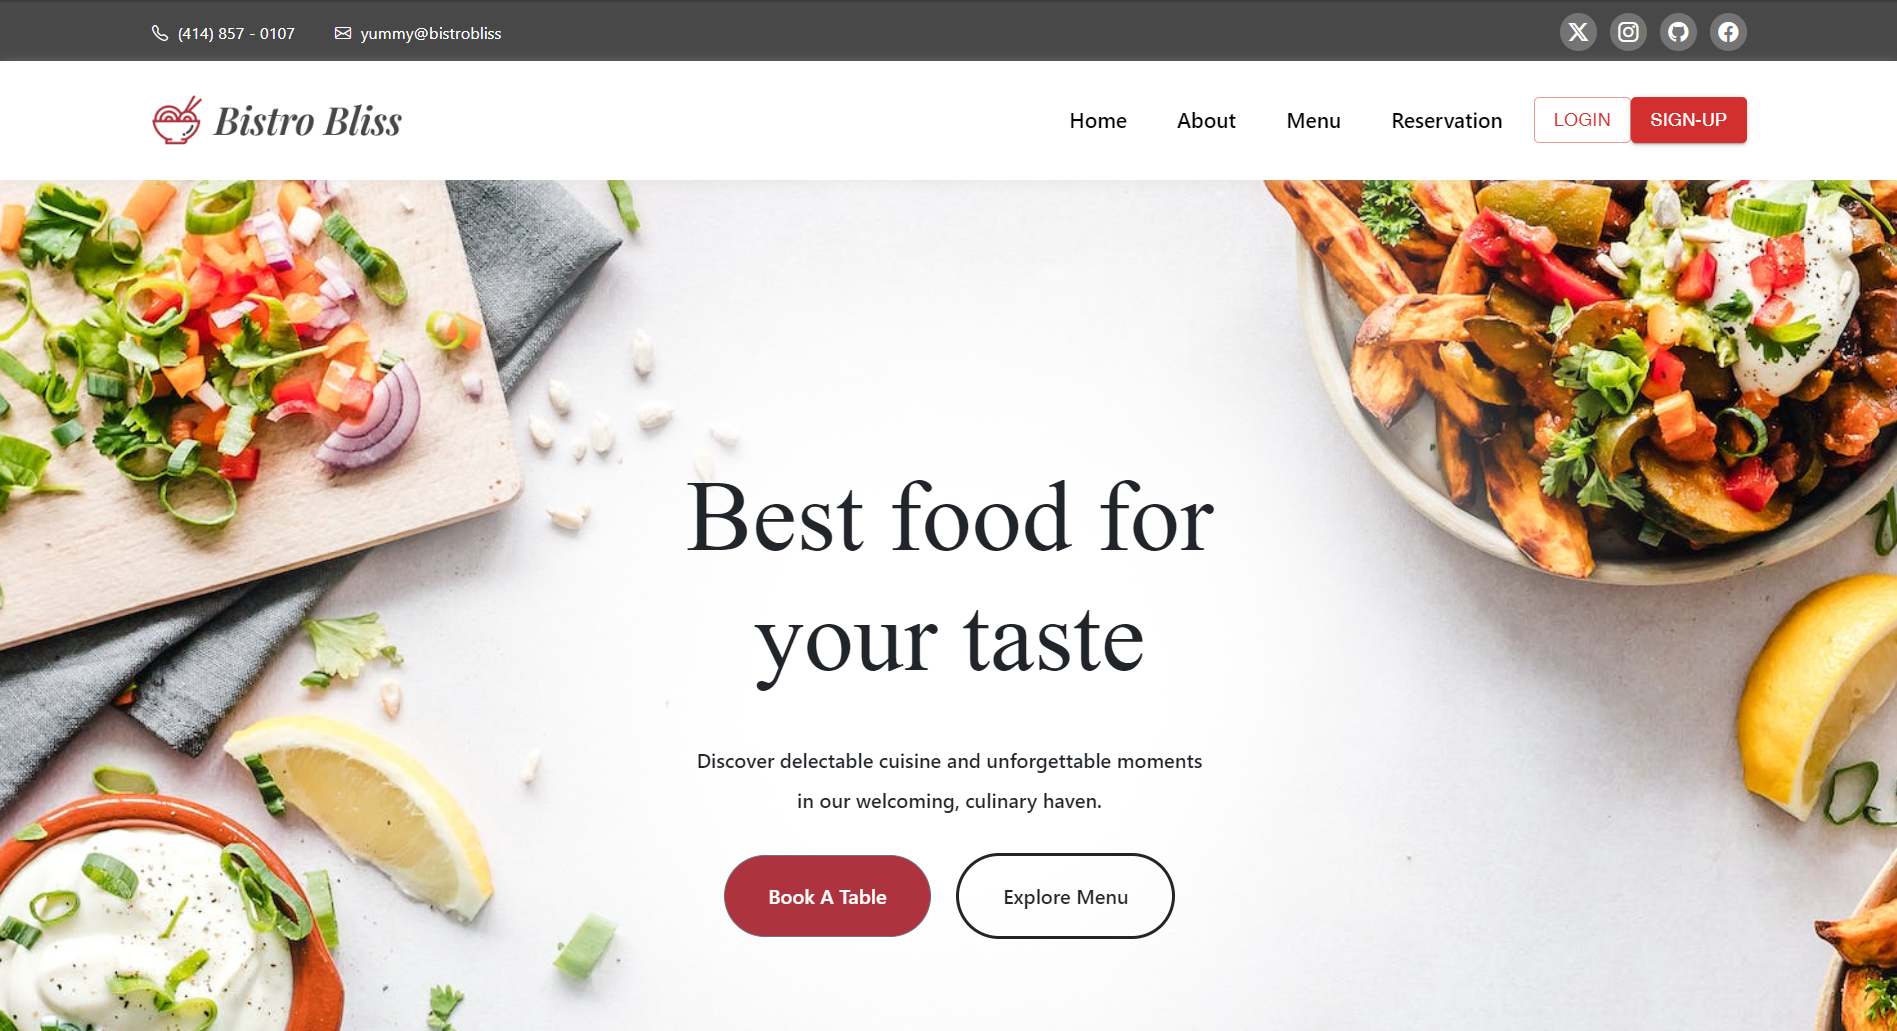 (414) 857 - 0107 yummy@bistrobliss
Bistro Bliss Home About Menu Reservation LOGIN SIGN-UP
Best food for
your taste
Discover delectable cuisine and unforgettable moments
in our welcoming, culinary haven.
Book A Table Explore Menu